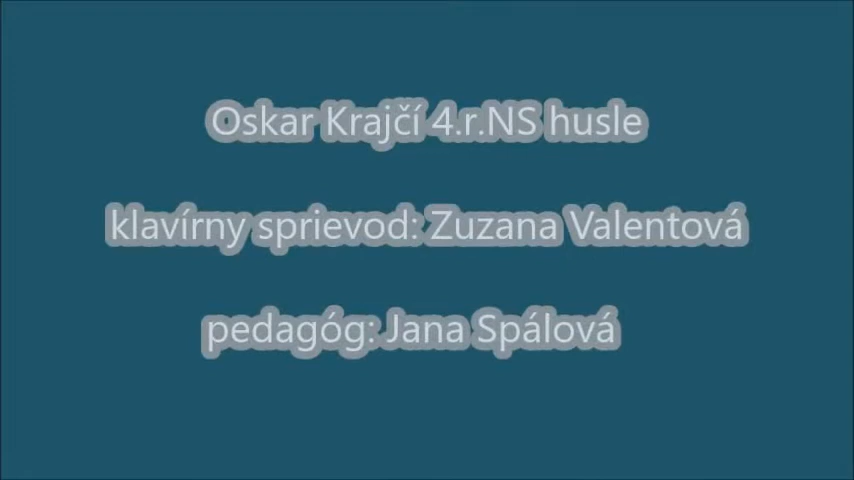 Oskar Krajčí 4.r.NS husle
klavírny sprievod: Zuzana Valentová
pedagóg: Jana Spálová